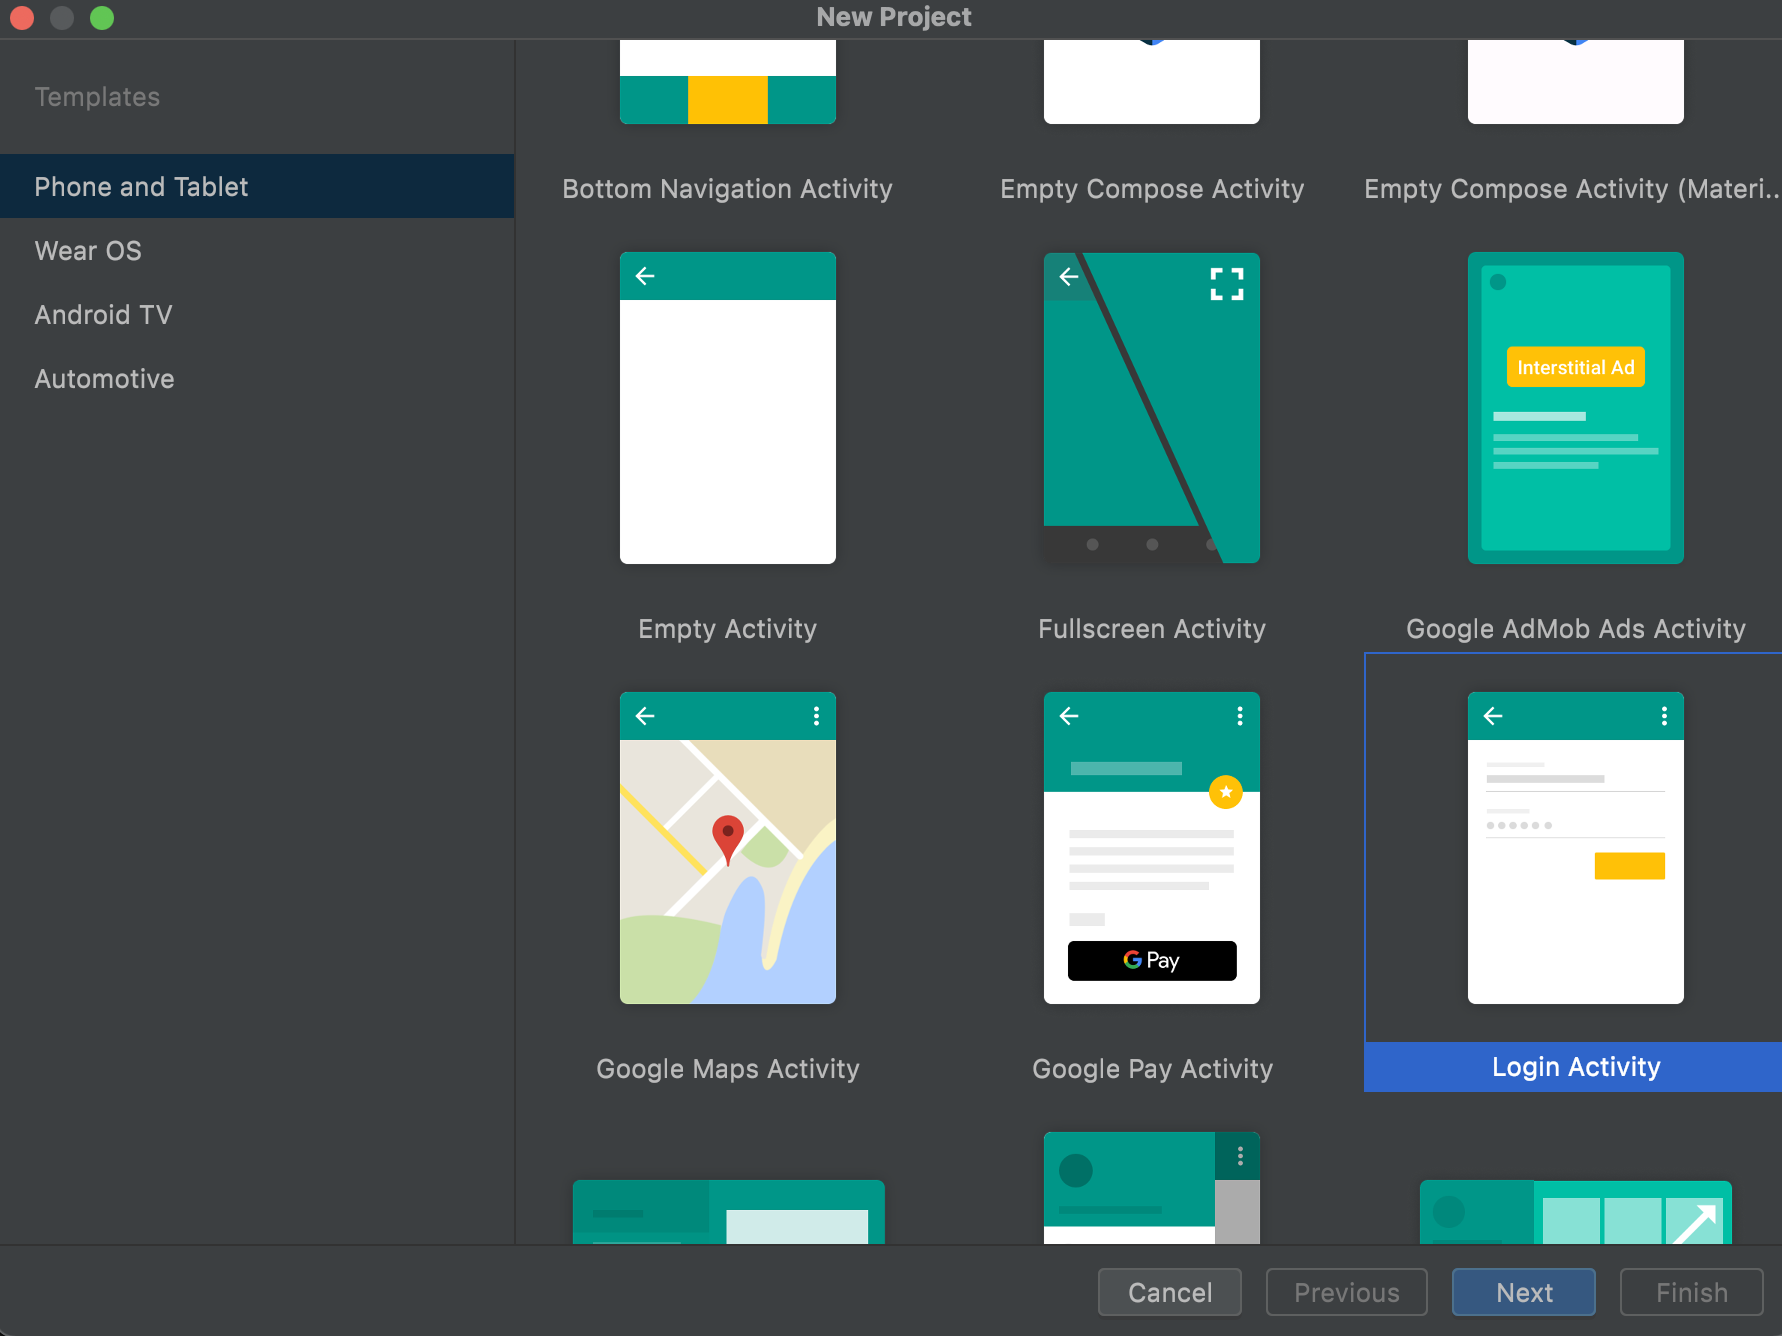 New Project
Templates
Phone and Tablet
Wear OS
Android TV
Automotive
Bottom Navigation Activity
Empty Compose Activity
Empty Compose Activity (Materi..
Interstitial Ad
Empty Activity
Fullscreen Activity
Google AdMob Ads Activity
G Pay
Google Maps Activity
Google Pay Activity
Login Activity
Cancel
Previous
Next
Finish